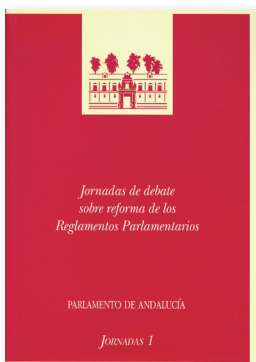 Jornadas de debate
sobre reforma de los
Reglamentos Parlamentarios
PARLAMENTO DE ANDALUCÍA
JORNADAS 1